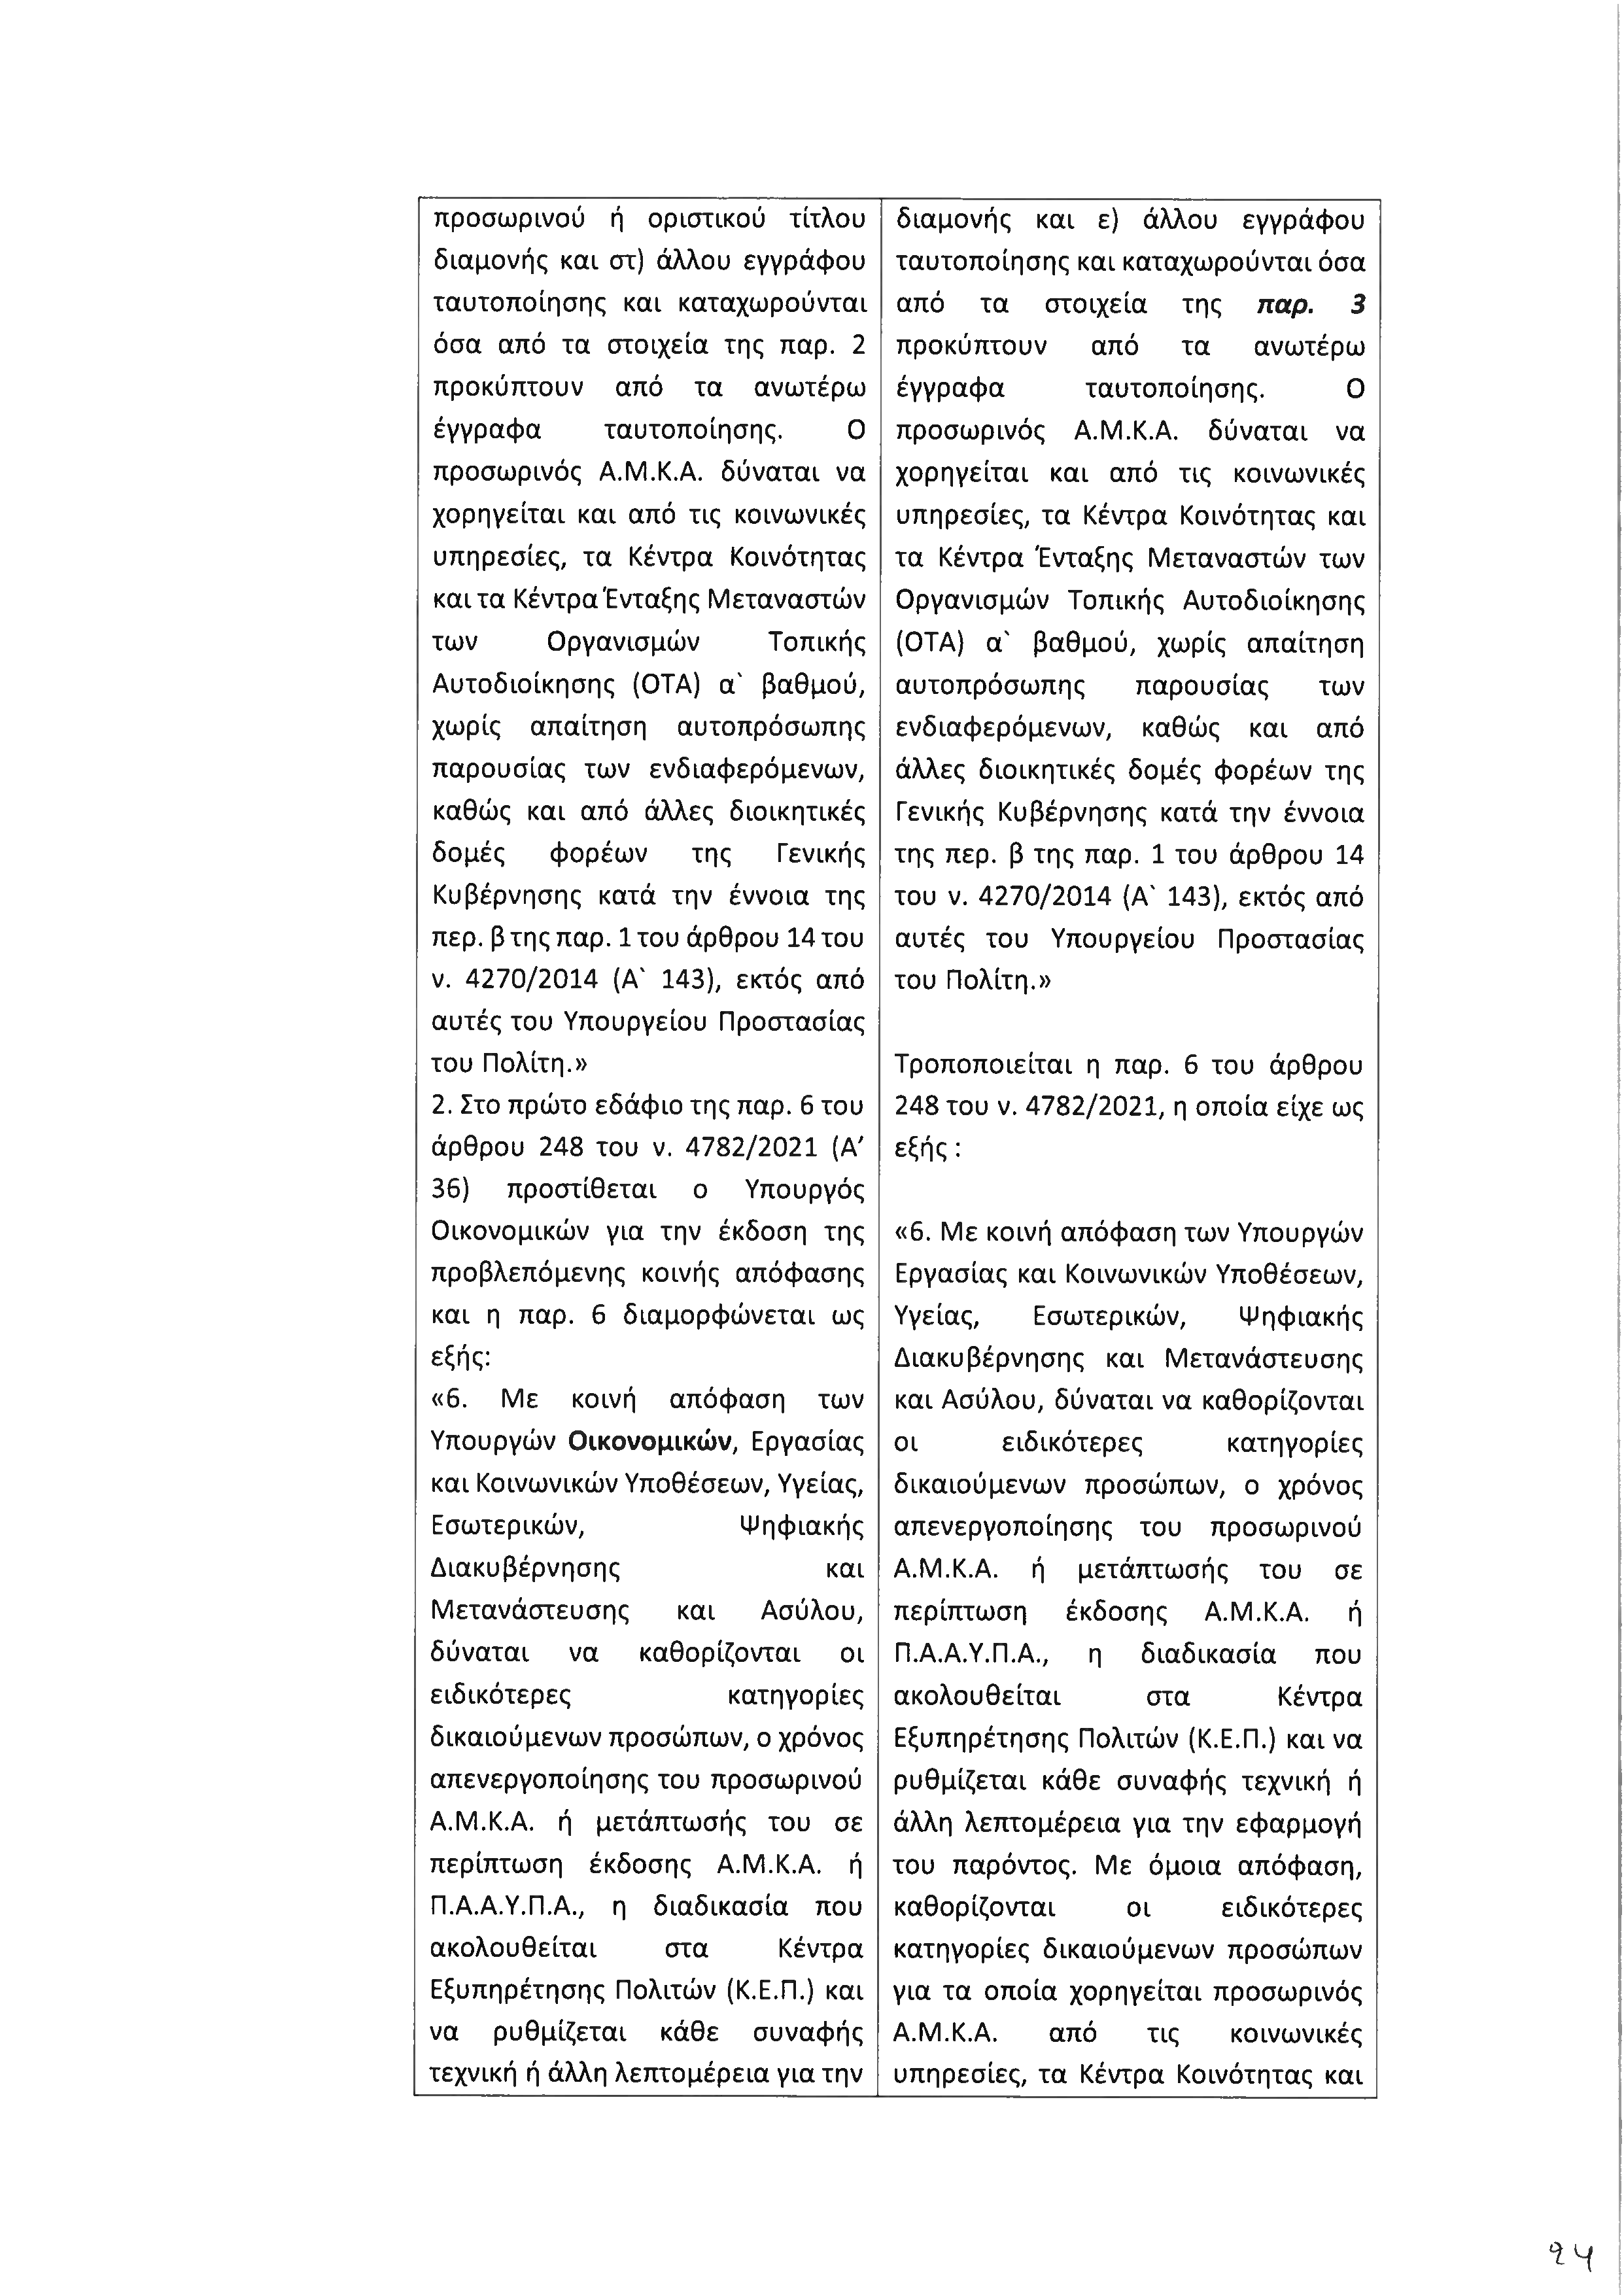 προσωρινού ή οριστικού τίτλου
διαμονής και στ) άλλου εγγράφου
ταυτοποίησης και καταχωρούνται
όσα από τα στοιχεία της παρ. 2
προκύπτουν από τα ανωτέρω
έγγραφα ταυτοποίησης. Ο
προσωρινός Α.Μ.Κ.Α. δύναται να
χορηγείται και από τις κοινωνικές
υπηρεσίες, τα Κέντρα Κοινότητας
και τα Κέντρα Ένταξης Μεταναστών
των Οργανισμών Τοπικής
Αυτοδιοίκησης (ΟΤΑ) α` βαθμού,
χωρίς απαίτηση αυτοπρόσωπης
παρουσίας των ενδιαφερόμενων,
καθώς και από άλλες διοικητικές
δομές φορέων της Γενικής
Κυβέρνησης κατά την έννοια της
περ. β της παρ. 1 του άρθρου 14 του
ν. 4270/2014 (Α` 143), εκτός από
αυτές του Υπουργείου Προστασίας
του Πολίτη.»
2. Στο πρώτο εδάφιο της παρ. 6 του
άρθρου 248 του ν. 4782/2021 (Α’
36) προστίθεται ο Υπουργός
Οικονομικών για την έκδοση της
προβλεπόμενης κοινής απόφασης
και η παρ. 6 διαμορφώνεται ως
εξής:
«6. Με κοινή απόφαση των
Υπουργών Οικονομικών, Εργασίας
και Κοινωνικών Υποθέσεων, Υγείας,
Εσωτερικών, Ψηφιακής
Διακυβέρνησης και
Μετανάστευσης και Ασύλου,
δύναται να καθορίζονται οι
ειδικότερες κατηγορίες
δικαιούμενων προσώπων, ο χρόνος
απενεργοποίησης του προσωρινού
Α.Μ.Κ.Α. ή μετάπτωσής του σε
περίπτωση έκδοσης Α.Μ.Κ.Α. ή
Π.Α.Α.Υ.Π.Α., η διαδικασία που
ακολουθείται στα Κέντρα
Εξυπηρέτησης Πολιτών (Κ.Ε.Π.) και
να ρυθμίζεται κάθε συναφής
τεχνική ή άλλη λεπτομέρεια για την
διαμονής και ε) άλλου εγγράφου
ταυτοποίησης και καταχωρούνται όσα
από τα στοιχεία της παρ. 3
προκύπτουν από τα ανωτέρω
έγγραφα ταυτοποίησης. Ο
προσωρινός Α.Μ.Κ.Α. δύναται να
χορηγείται και από τις κοινωνικές
υπηρεσίες, τα Κέντρα Κοινότητας και
τα Κέντρα Ένταξης Μεταναστών των
Οργανισμών Τοπικής Αυτοδιοίκησης
(ΟΤΑ) α` βαθμού, χωρίς απαίτηση
αυτοπρόσωπης παρουσίας των
ενδιαφερόμενων, καθώς και από
άλλες διοικητικές δομές φορέων της
Γενικής Κυβέρνησης κατά την έννοια
της περ. β της παρ. 1 του άρθρου 14
του ν. 4270/2014 (Α` 143), εκτός από
αυτές του Υπουργείου Προστασίας
του Πολίτη.»
Τροποποιείται η παρ. 6 του άρθρου
248 του ν. 4782/2021, η οποία είχε ως
εξής :
«6. Με κοινή απόφαση των Υπουργών
Εργασίας και Κοινωνικών Υποθέσεων,
Υγείας, Εσωτερικών, Ψηφιακής
Διακυβέρνησης και Μετανάστευσης
και Ασύλου, δύναται να καθορίζονται
οι ειδικότερες κατηγορίες
δικαιούμενων προσώπων, ο χρόνος
απενεργοποίησης του προσωρινού
Α.Μ.Κ.Α. ή μετάπτωσής του σε
περίπτωση έκδοσης Α.Μ.Κ.Α. ή
Π.Α.Α.Υ.Π.Α., η διαδικασία που
ακολουθείται στα Κέντρα
Εξυπηρέτησης Πολιτών (Κ.Ε.Π.) και να
ρυθμίζεται κάθε συναφής τεχνική ή
άλλη λεπτομέρεια για την εφαρμογή
του παρόντος. Με όμοια απόφαση,
καθορίζονται οι ειδικότερες
κατηγορίες δικαιούμενων προσώπων
για τα οποία χορηγείται προσωρινός
Α.Μ.Κ.Α. από τις κοινωνικές
υπηρεσίες, τα Κέντρα Κοινότητας και
94